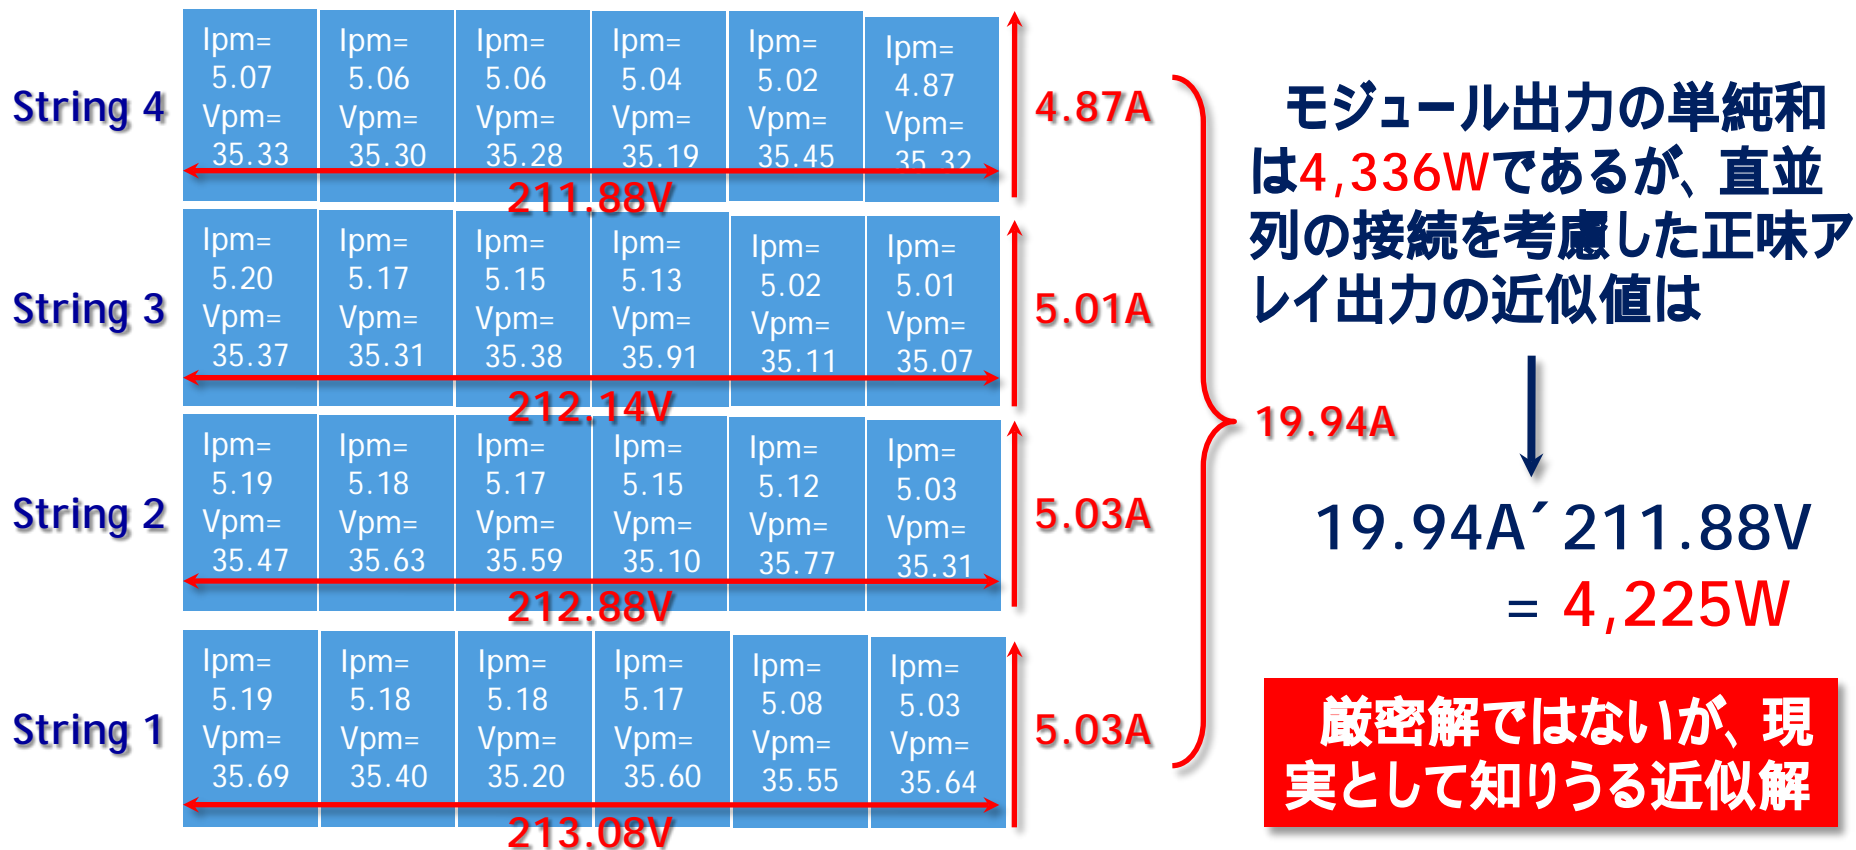 String 4
Ipm=
5.07
Vpm=
35.33
Ipm=
5.06
Vpm=
35.30
Ipm=
5.06
Vpm=
35.28
Ipm=
5.04
Vpm=
35.19
Ipm=
5.02
Vpm=
35.45
Ipm=
4.87
Vpm=
35.32
211.88V
4.87A
String 3
Ipm=
5.20
Vpm=
35.37
Ipm=
5.17
Vpm=
35.31
Ipm=
5.15
Vpm=
35.38
Ipm=
5.13
Vpm=
35.91
Ipm=
5.02
Vpm=
35.11
Ipm=
5.01
Vpm=
35.07
212.14V
5.01A
String 2
Ipm=
5.19
Vpm=
35.47
Ipm=
5.18
Vpm=
35.63
Ipm=
5.17
Vpm=
35.59
Ipm=
5.15
Vpm=
35.10
Ipm=
5.12
Vpm=
35.77
Ipm=
5.03
Vpm=
35.31
212.88V
5.03A
String 1
Ipm=
5.19
Vpm=
35.69
Ipm=
5.18
Vpm=
35.40
Ipm=
5.18
Vpm=
35.20
Ipm=
5.17
Vpm=
35.60
Ipm=
5.08
Vpm=
35.55
Ipm=
5.03
Vpm=
35.64
213.08V
5.03A
19.94A
モジュール出力の単純和
は4,336Wであるが、直並
列の接続を考慮した正味ア
レイ出力の近似値は
19.94A´211.88V
= 4,225W
厳密解ではないが、現
実として知りうる近似解